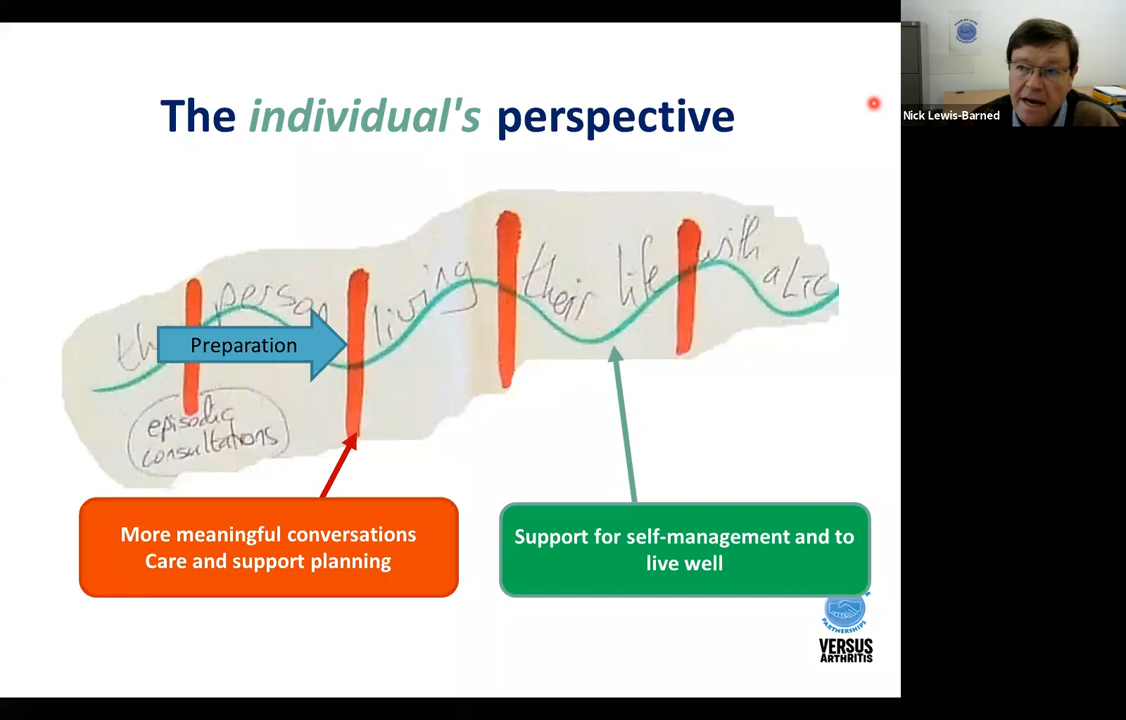 Nick Lewis-Barned
The individual's perspective
the person living their life with a LTC
Preparation
episodic
consultations
More meaningful conversations
Care and support planning
Support for self-management and to
live well
PARTNERSHIPS
VERSUS
ARTHRITIS